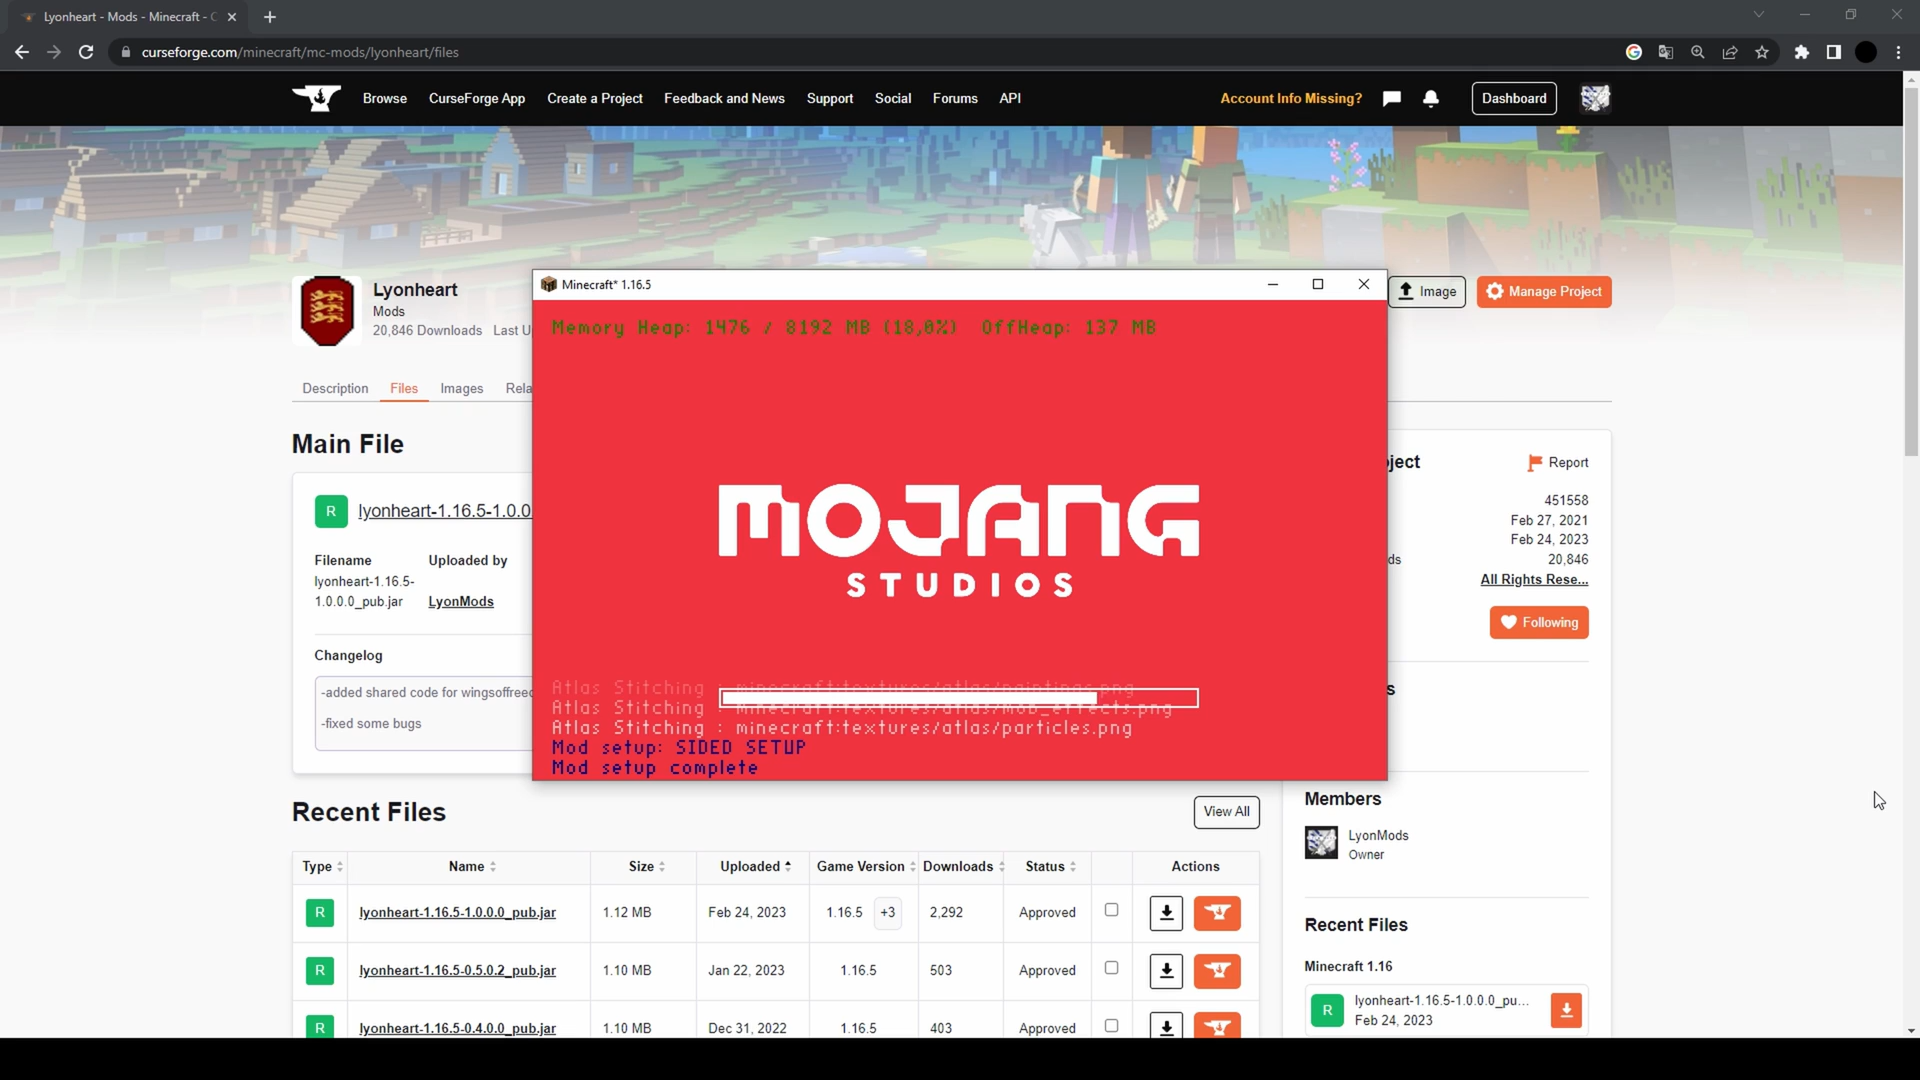 Lyonheart - Mods - Minecraft - C
curseforge.com/minecraft/mc-mods/lyonheart/files
Browse CurseForge App Create a Project Feedback and News Support Social Forums API
Account Info Missing? Dashboard
Lyonheart
Mods
20,846 Downloads Last U
Image Manage Project
Description Files Images Rela
Minecraft* 1.16.5
Memory Heap: 1476 / 8192 MB (18,0%) OffHeap: 137 MB
MOJANG
STUDIOS
Atlas Stitching : minecraft:textures/atlas/paintings.png
Atlas Stitching : minecraft:textures/atlas/mob_effects.png
Atlas Stitching : minecraft:textures/atlas/particles.png
Mod setup: SIDED SETUP
Mod setup complete
Main File
R lyonheart-1.16.5-1.0.0
Filename Uploaded by
lyonheart-1.16.5-
1.0.0.0_pub.jar LyonMods
Changelog
-added shared code for wingsoffreed
-fixed some bugs
ject Report
451558
Feb 27, 2021
Feb 24, 2023
ds 20,846
All Rights Rese...
Following
s
Recent Files View All
Type Name Size Uploaded Game Version Downloads Status Actions
R lyonheart-1.16.5-1.0.0.0_pub.jar 1.12 MB Feb 24, 2023 1.16.5 +3 2,292 Approved
R lyonheart-1.16.5-0.5.0.2_pub.jar 1.10 MB Jan 22, 2023 1.16.5 503 Approved
R lyonheart-1.16.5-0.4.0.0_pub.jar 1.10 MB Dec 31, 2022 1.16.5 403 Approved
Members
LyonMods
Owner
Recent Files
Minecraft 1.16
R lyonheart-1.16.5-1.0.0.0_pu...
Feb 24, 2023